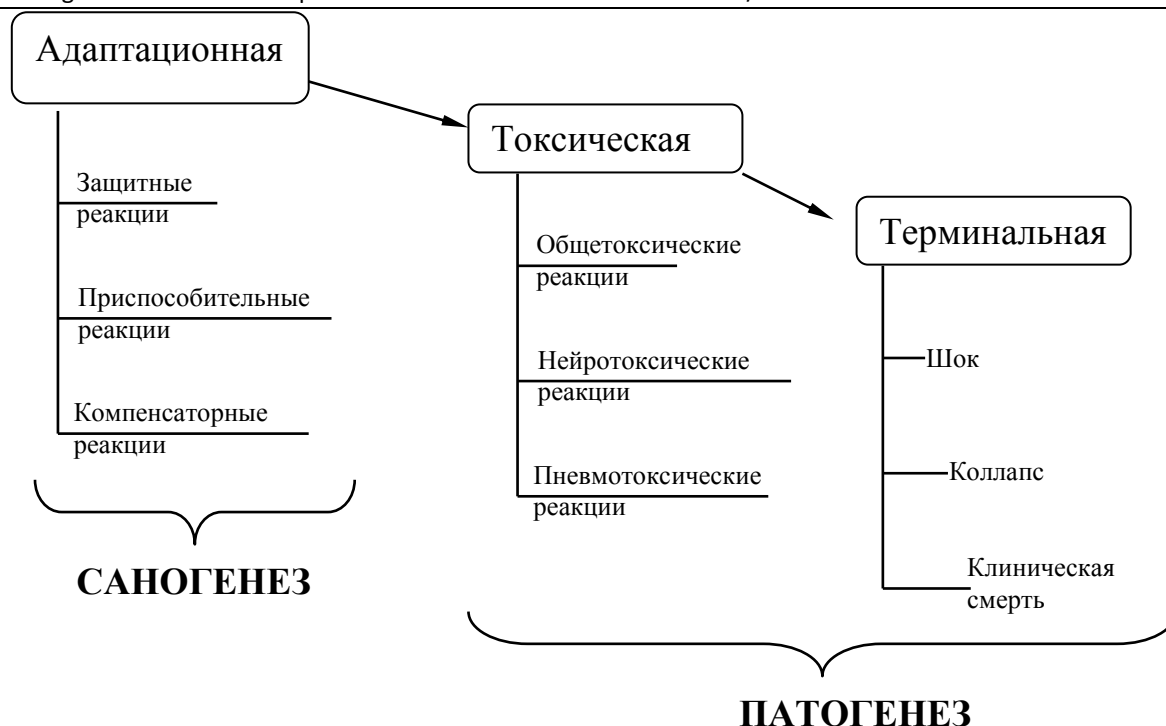 Адаптационная
Токсическая
Терминальная
Защитные
реакции
Приспособительные
реакции
Компенсаторные
реакции
Общетоксические
реакции
Нейротоксические
реакции
Пневмотоксические
реакции
Шок
Коллапс
Клиническая
смерть
САНОГЕНЕЗ
ПАТОГЕНЕЗ